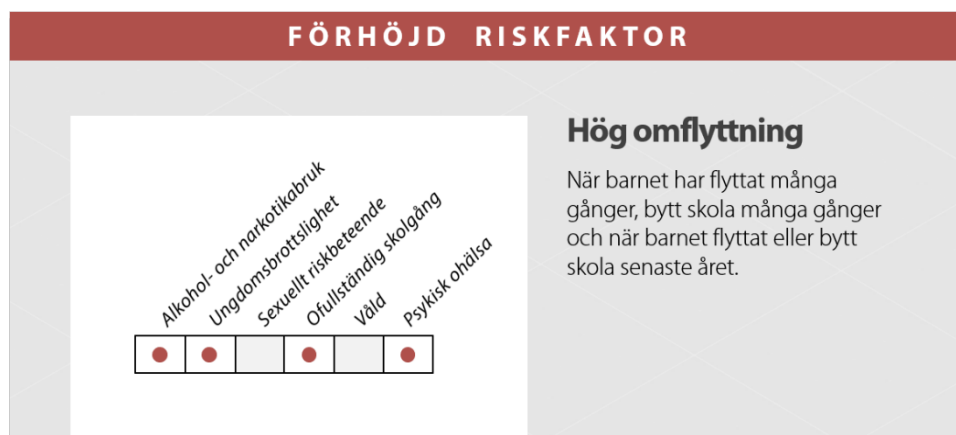 FÖRHÖJD RISKFAKTOR
Alkohol- och narkotikabruk
Ungdomsbrottslighet
Sexuellt riskbeteende
Ofullständig skolgång
Våld
Psykisk ohälsa
Hög omflyttning
När barnet har flyttat många
gånger, bytt skola många gånger
och när barnet flyttat eller bytt
skola senaste året.